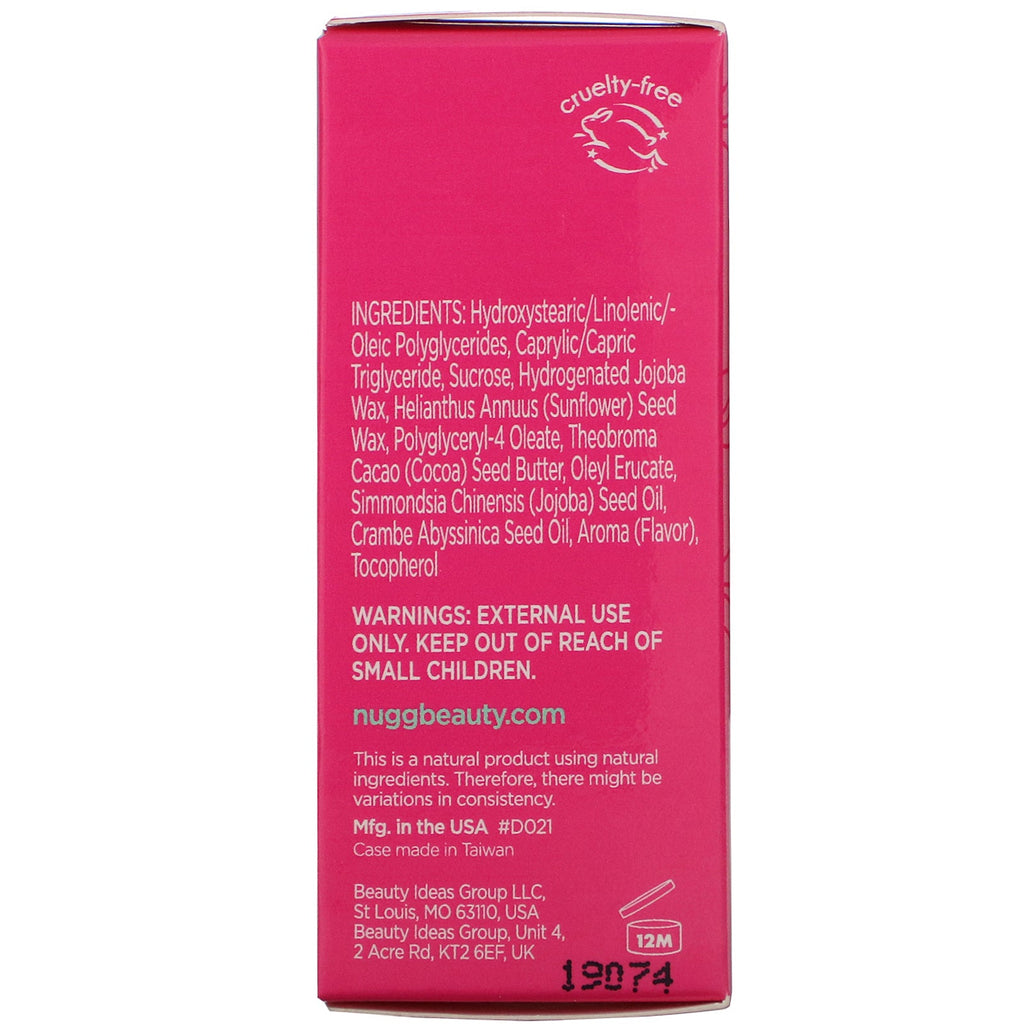 cruelty-free
INGREDIENTS: Hydroxystearic/Linolenic/-
Oleic Polyglycerides, Caprylic/Capric
Triglyceride, Sucrose, Hydrogenated Jojoba
Wax, Helianthus Annuus (Sunflower) Seed
Wax, Polyglyceryl-4 Oleate, Theobroma
Cacao (Cocoa) Seed Butter, Oleyl Erucate,
Simmondsia Chinensis (Jojoba) Seed Oil,
Crambe Abyssinica Seed Oil, Aroma (Flavor),
Tocopherol
WARNINGS: EXTERNAL USE
ONLY. KEEP OUT OF REACH OF
SMALL CHILDREN.
nuggbeauty.com
This is a natural product using natural
ingredients. Therefore, there might be
variations in consistency.
Mfg. in the USA #D021
Case made in Taiwan
Beauty Ideas Group LLC,
St Louis, MO 63110, USA
Beauty Ideas Group, Unit 4,
2 Acre Rd, KT2 6EF, UK
12M
19074